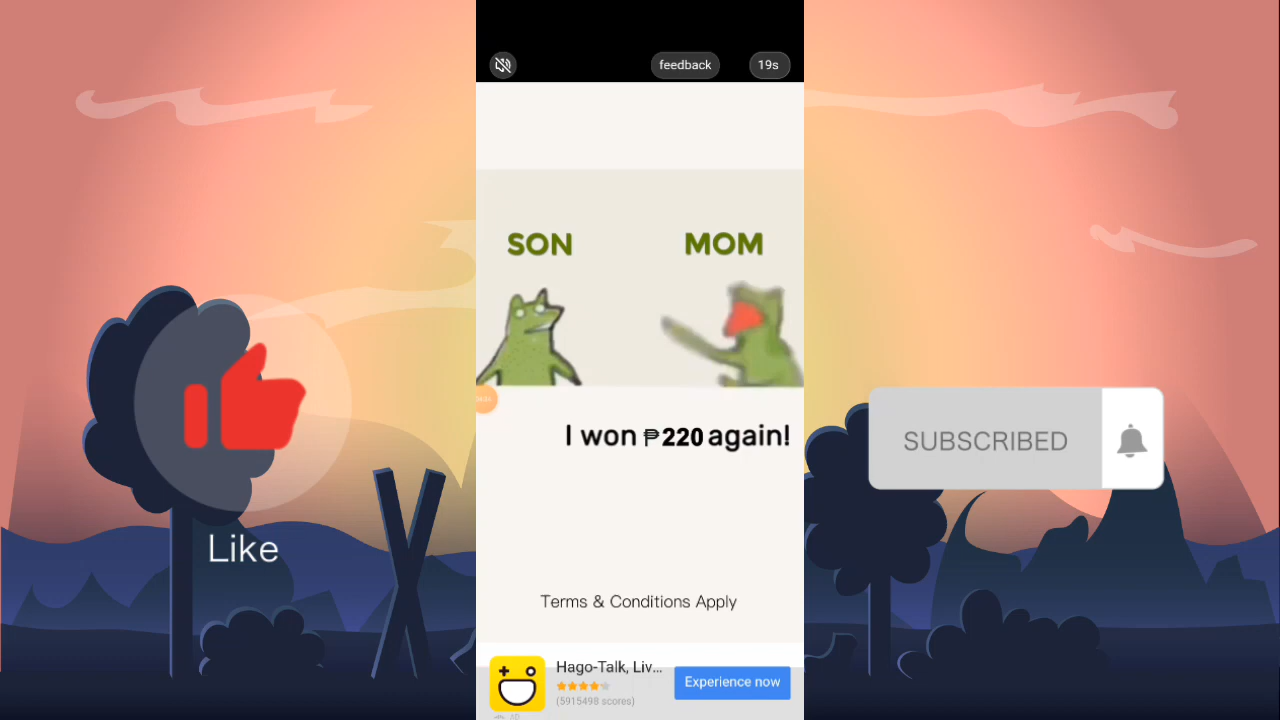 feedback
19s
SON
MOM
I won ₱220 again!
Like
SUBSCRIBED
Terms & Conditions Apply
Hago-Talk, Liv...
Experience now
(5915498 scores)